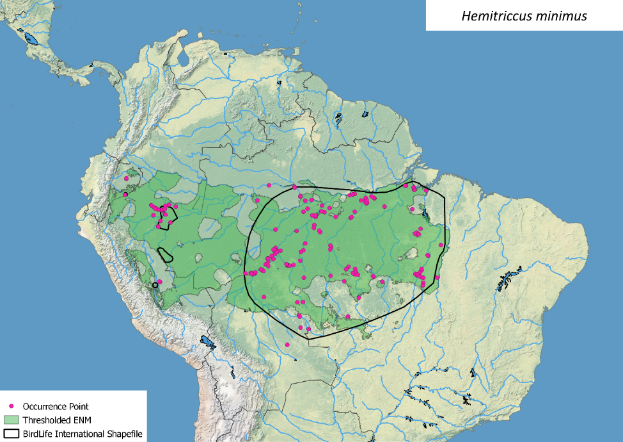 Hemitriccus minimus
Occurrence Point
Thresholded ENM
BirdLife International Shapefile